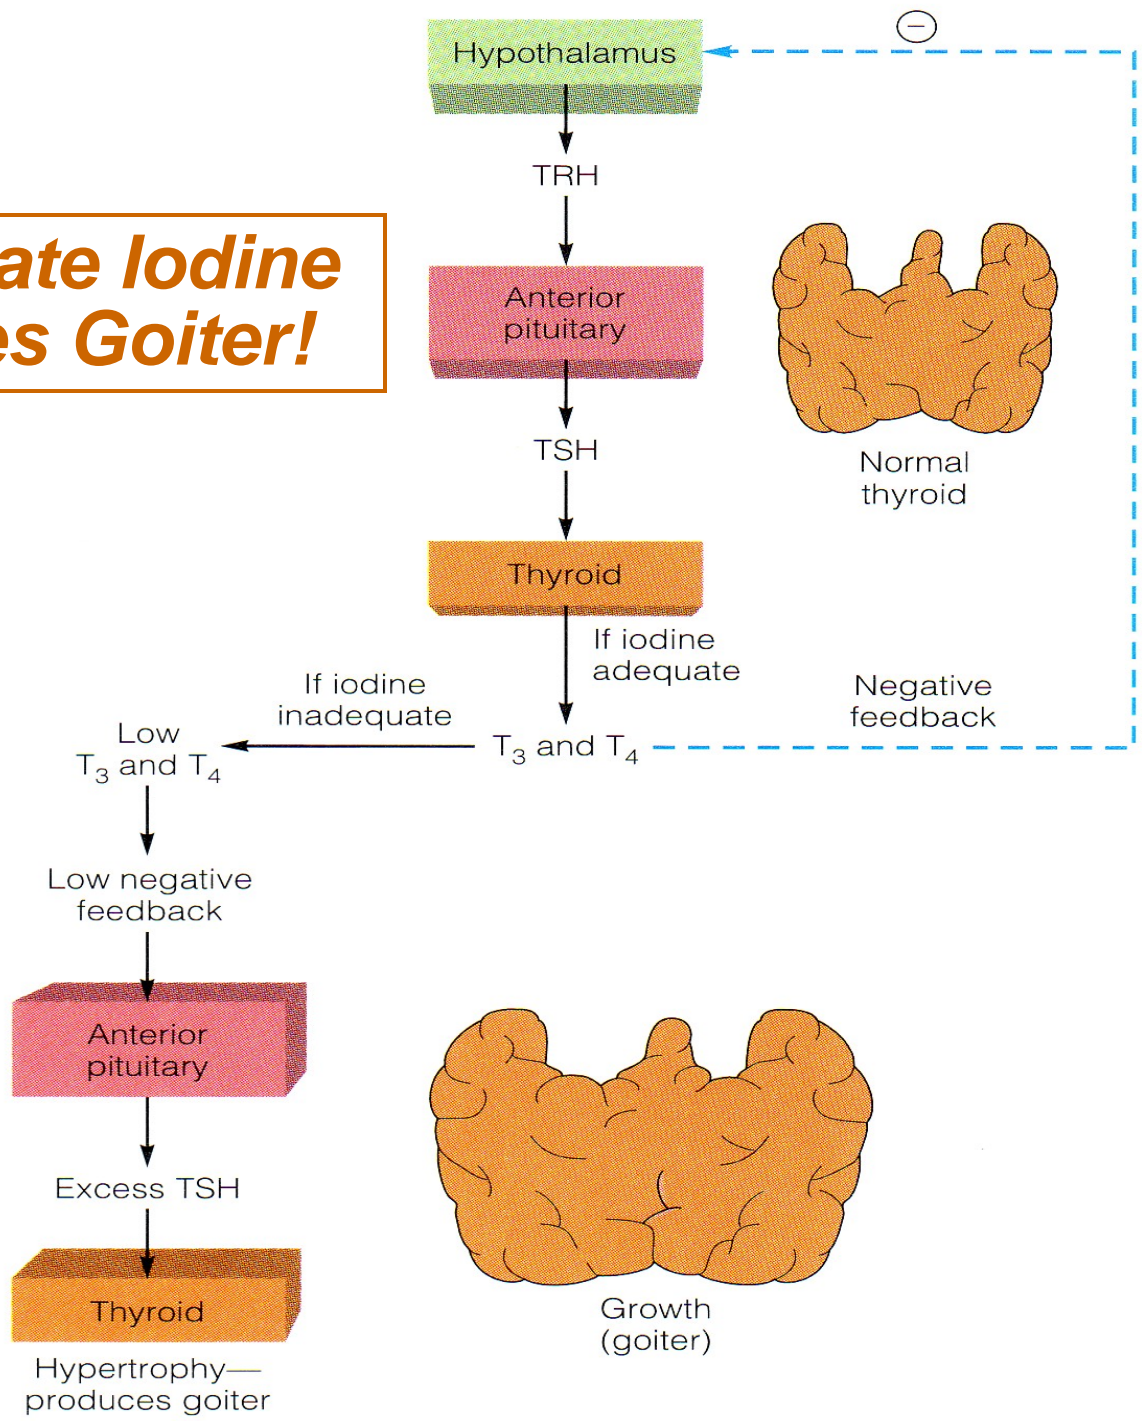 Hypothalamus
−
TRH
ate Iodine
es Goiter!
Anterior
pituitary
TSH
Normal
thyroid
Thyroid
If iodine
adequate
If iodine
inadequate
Negative
feedback
Low
T₃ and T₄
T₃ and T₄
Low negative
feedback
Anterior
pituitary
Excess TSH
Thyroid
Hypertrophy—
produces goiter
Growth
(goiter)